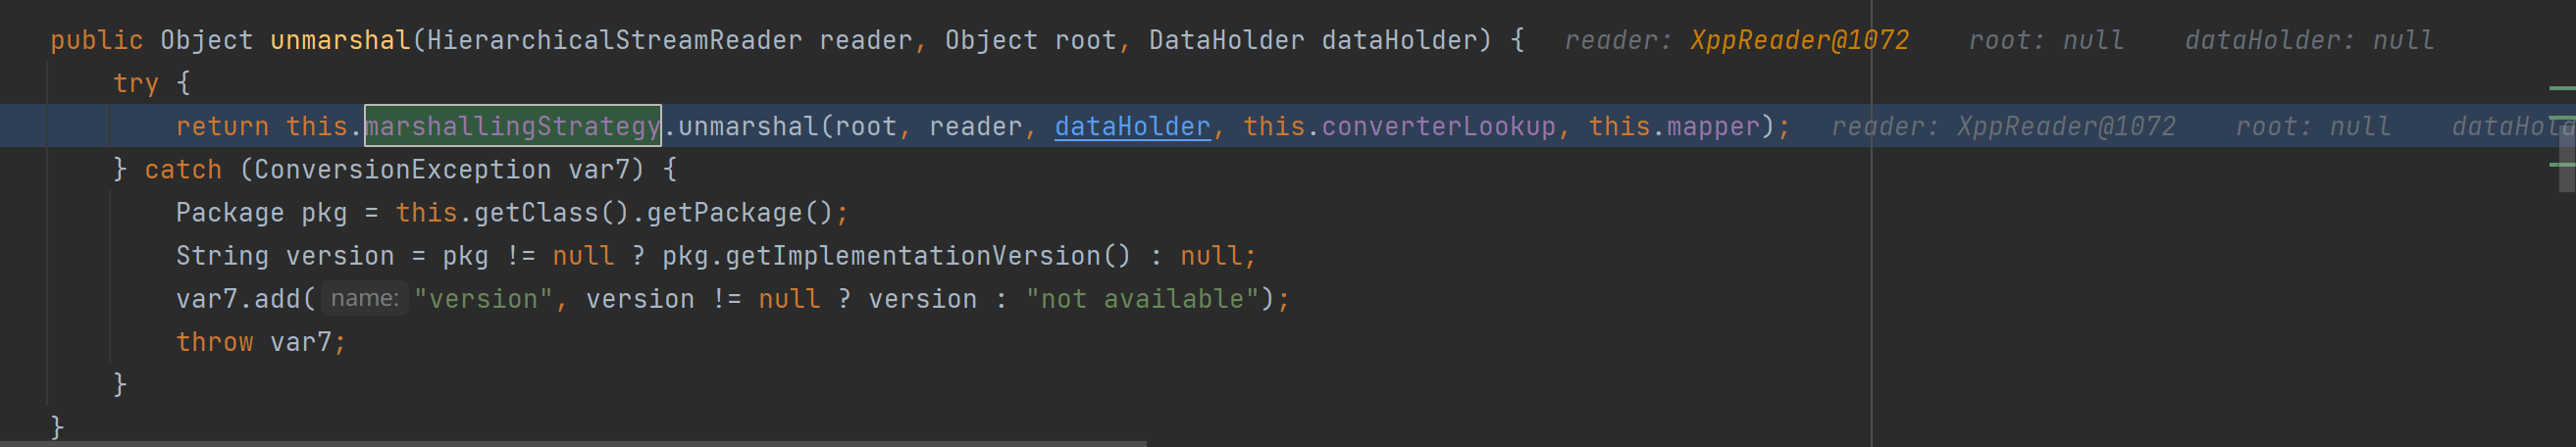 public Object unmarshal(HierarchicalStreamReader reader, Object root, DataHolder dataHolder) {   reader: XppReader@1072   root: null   dataHolder: null
    try {
        return this.marshallingStrategy.unmarshal(root, reader, dataHolder, this.converterLookup, this.mapper);   reader: XppReader@1072   root: null
    } catch (ConversionException var7) {
        Package pkg = this.getClass().getPackage();
        String version = pkg != null ? pkg.getImplementationVersion() : null;
        var7.add( name: "version", version != null ? version : "not available");
        throw var7;
    }
}